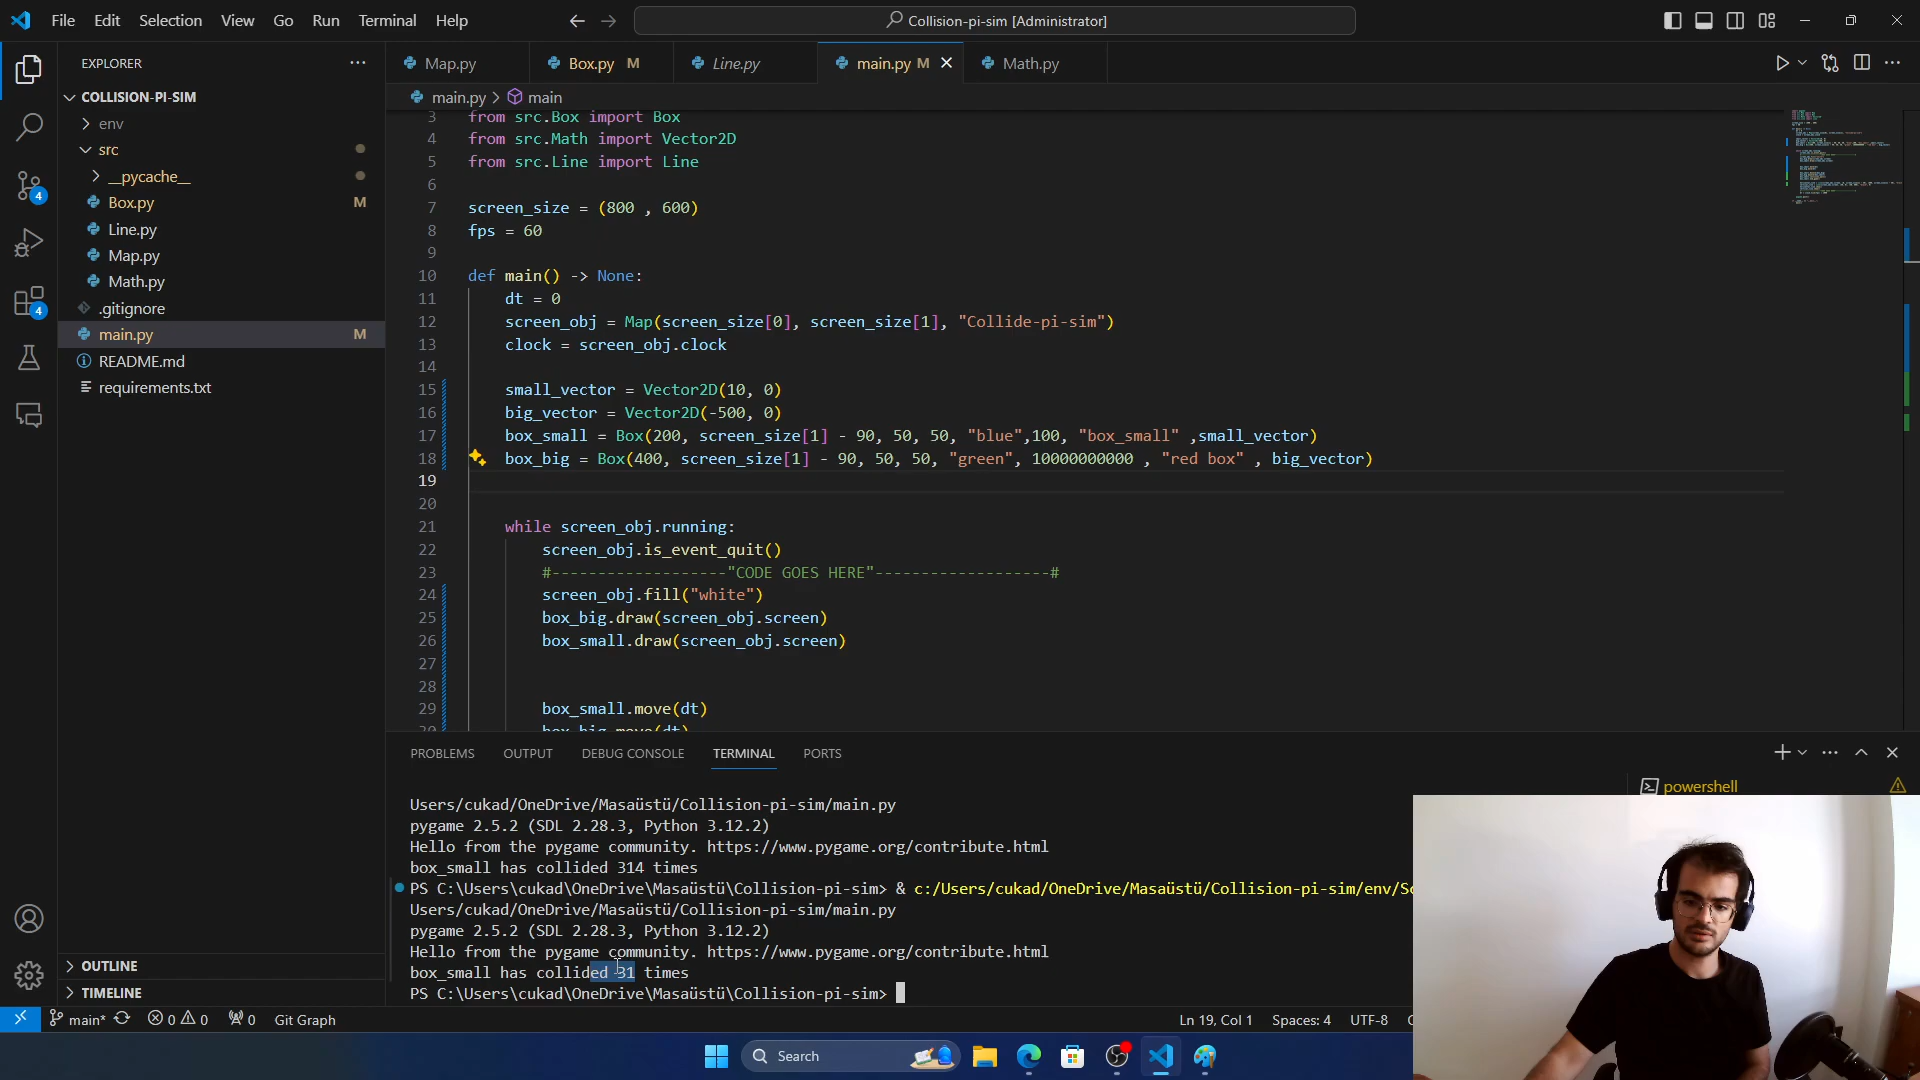 File Edit Selection View Go Run Terminal Help
Collision-pi-sim [Administrator]
EXPLORER
COLLISION-PI-SIM
env
src
__pycache__
Box.py M
Line.py
Map.py
Math.py
.gitignore
main.py M
README.md
requirements.txt
OUTLINE
TIMELINE
4
4
Map.py Box.py M Line.py main.py M Math.py
main.py > main
3 from src.Box import Box
4 from src.Math import Vector2D
5 from src.Line import Line
6
7 screen_size = (800 , 600)
8 fps = 60
9
10 def main() -> None:
11 dt = 0
12 screen_obj = Map(screen_size[0], screen_size[1], "Collide-pi-sim")
13 clock = screen_obj.clock
14
15 small_vector = Vector2D(10, 0)
16 big_vector = Vector2D(-500, 0)
17 box_small = Box(200, screen_size[1] - 90, 50, 50, "blue",100, "box_small" ,small_vector)
18 box_big = Box(400, screen_size[1] - 90, 50, 50, "green", 10000000000 , "red box" , big_vector)
19
20
21 while screen_obj.running:
22 screen_obj.is_event_quit()
23 #-------------------"CODE GOES HERE"-------------------#
24 screen_obj.fill("white")
25 box_big.draw(screen_obj.screen)
26 box_small.draw(screen_obj.screen)
27
28
29 box_small.move(dt)
30 box_big.move(dt)
PROBLEMS OUTPUT DEBUG CONSOLE TERMINAL PORTS
powershell
Users/cukad/OneDrive/Masaüstü/Collision-pi-sim/main.py
pygame 2.5.2 (SDL 2.28.3, Python 3.12.2)
Hello from the pygame community. https://www.pygame.org/contribute.html
box_small has collided 314 times
PS C:\Users\cukad\OneDrive\Masaüstü\Collision-pi-sim> & c:/Users/cukad/OneDrive/Masaüstü/Collision-pi-sim/env/Sc
Users/cukad/OneDrive/Masaüstü/Collision-pi-sim/main.py
pygame 2.5.2 (SDL 2.28.3, Python 3.12.2)
Hello from the pygame community. https://www.pygame.org/contribute.html
box_small has collided 31 times
PS C:\Users\cukad\OneDrive\Masaüstü\Collision-pi-sim>
main* 0 0 0 Git Graph Ln 19, Col 1 Spaces: 4 UTF-8
Search